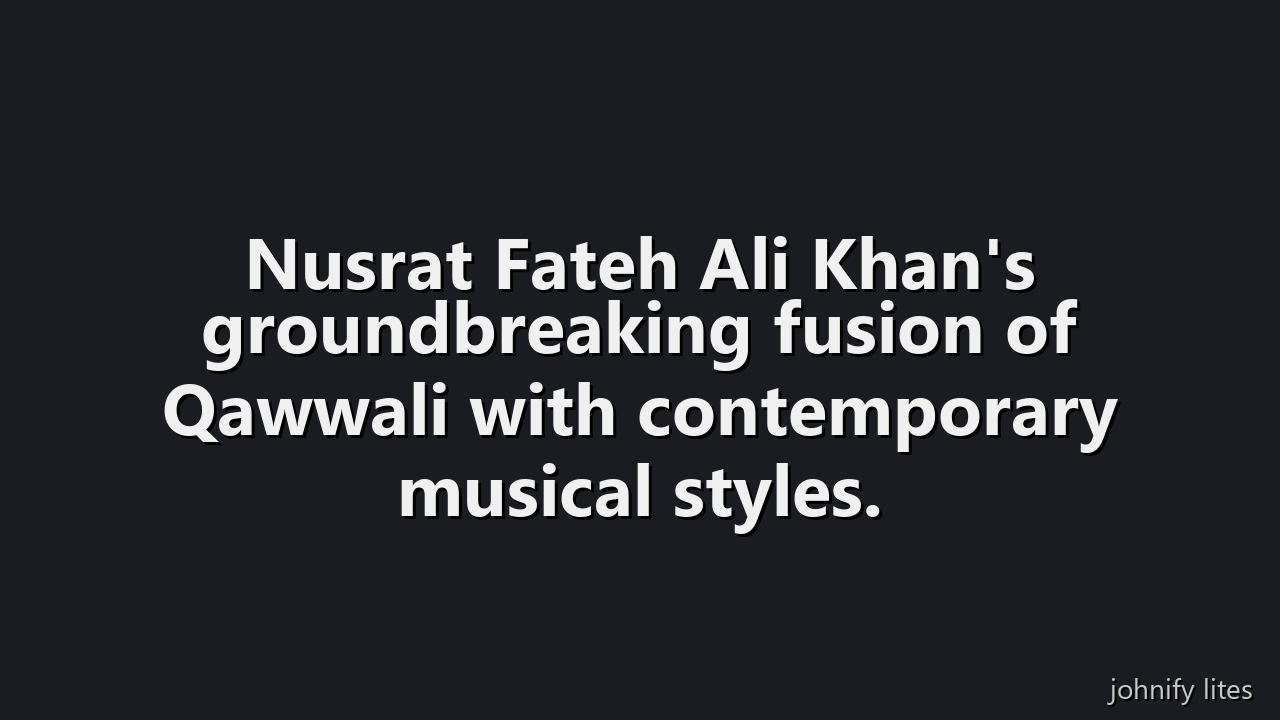 Nusrat Fateh Ali Khan's
groundbreaking fusion of
Qawwali with contemporary
musical styles.
johnify lites